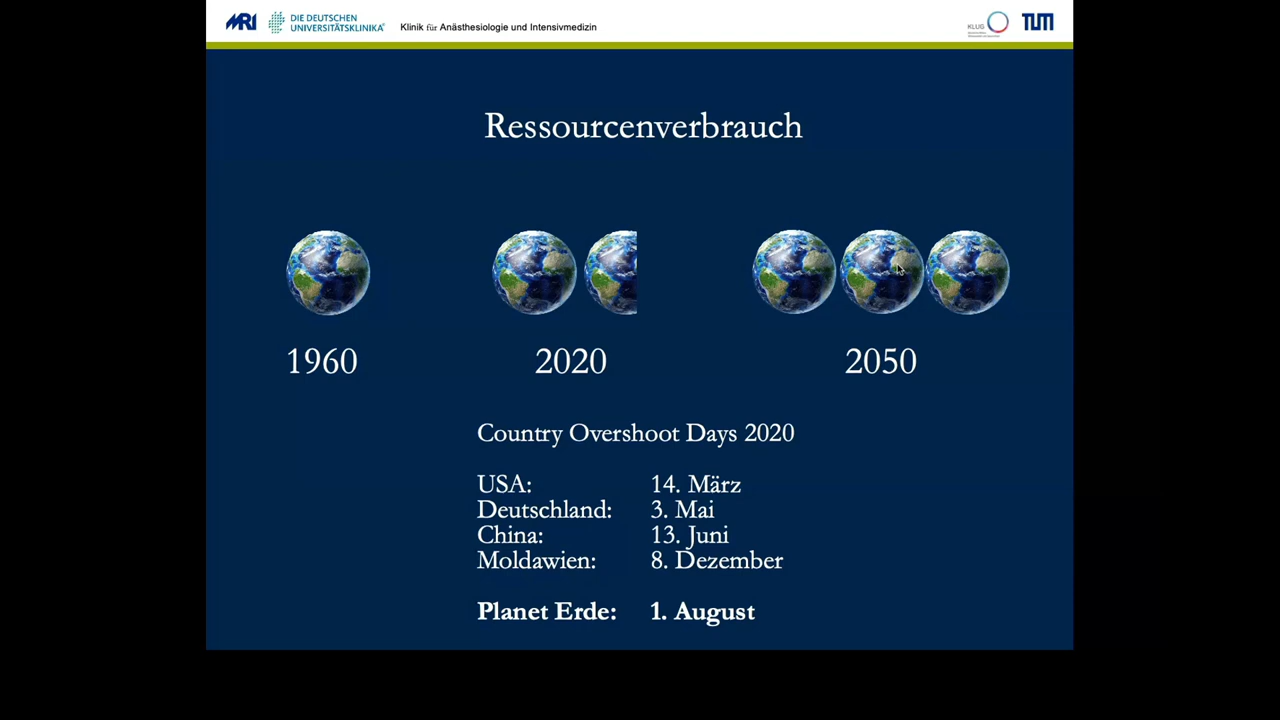 MRI
DIE DEUTSCHEN
UNIVERSITÄTSKLINIKA®
Klinik für Anästhesiologie und Intensivmedizin
KLUG
TUM
Ressourcenverbrauch
1960
2020
2050
Country Overshoot Days 2020
USA: 14. März
Deutschland: 3. Mai
China: 13. Juni
Moldawien: 8. Dezember
Planet Erde: 1. August